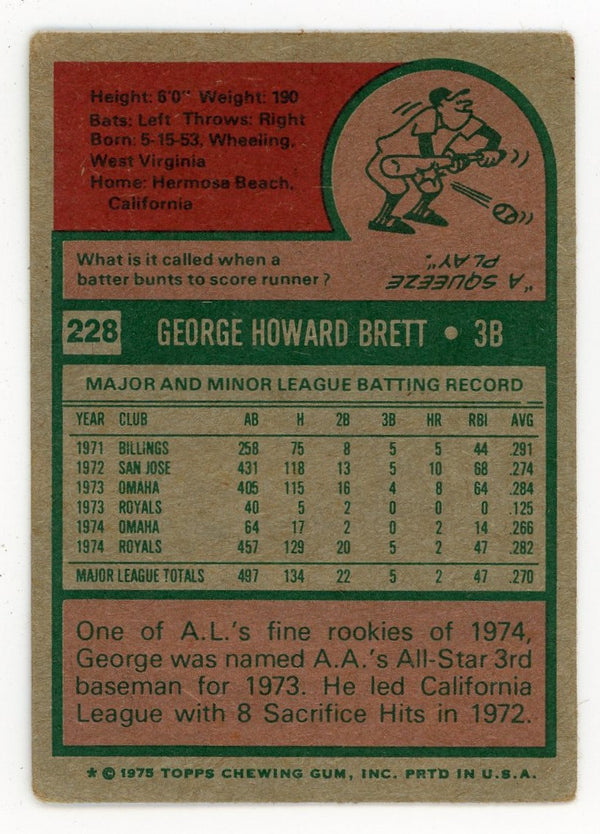 Height: 6'0" Weight: 190
Bats: Left Throws: Right
Born: 5-15-53, Wheeling,
West Virginia
Home: Hermosa Beach,
California
What is it called when a
batter bunts to score runner?
"A SQUEEZE
PLAY".
228 GEORGE HOWARD BRETT • 3B
MAJOR AND MINOR LEAGUE BATTING RECORD
YEAR CLUB AB H 2B 3B HR RBI AVG
1971 BILLINGS 258 75 8 5 5 44 .291
1972 SAN JOSE 431 118 13 5 10 68 .274
1973 OMAHA 405 115 16 4 8 64 .284
1973 ROYALS 40 5 2 0 0 0 .125
1974 OMAHA 64 17 2 0 2 14 .266
1974 ROYALS 457 129 20 5 2 47 .282
MAJOR LEAGUE TOTALS 497 134 22 5 2 47 .270
One of A.L.'s fine rookies of 1974,
George was named A.A.'s All-Star 3rd
baseman for 1973. He led California
League with 8 Sacrifice Hits in 1972.
* © 1975 TOPPS CHEWING GUM, INC. PRTD IN U.S.A.